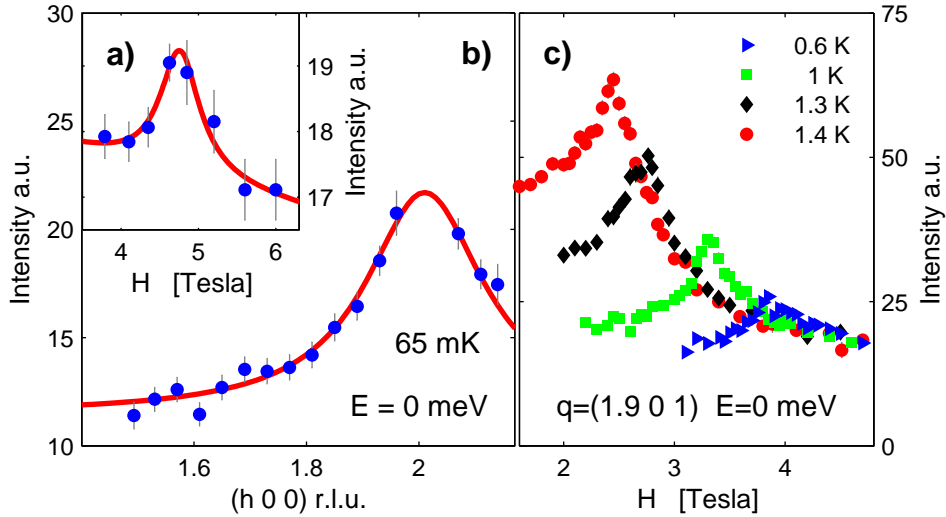 30
25
20
15
10
Intensity a.u.
a)
19
18
17
Intensity a.u.
4
5
6
H [Tesla]
b)
65 mK
E = 0 meV
1.6
1.8
2
(h 0 0) r.l.u.
c)
0.6 K
1 K
1.3 K
1.4 K
q=(1.9 0 1) E=0 meV
2
3
4
H [Tesla]
75
50
25
0
Intensity a.u.